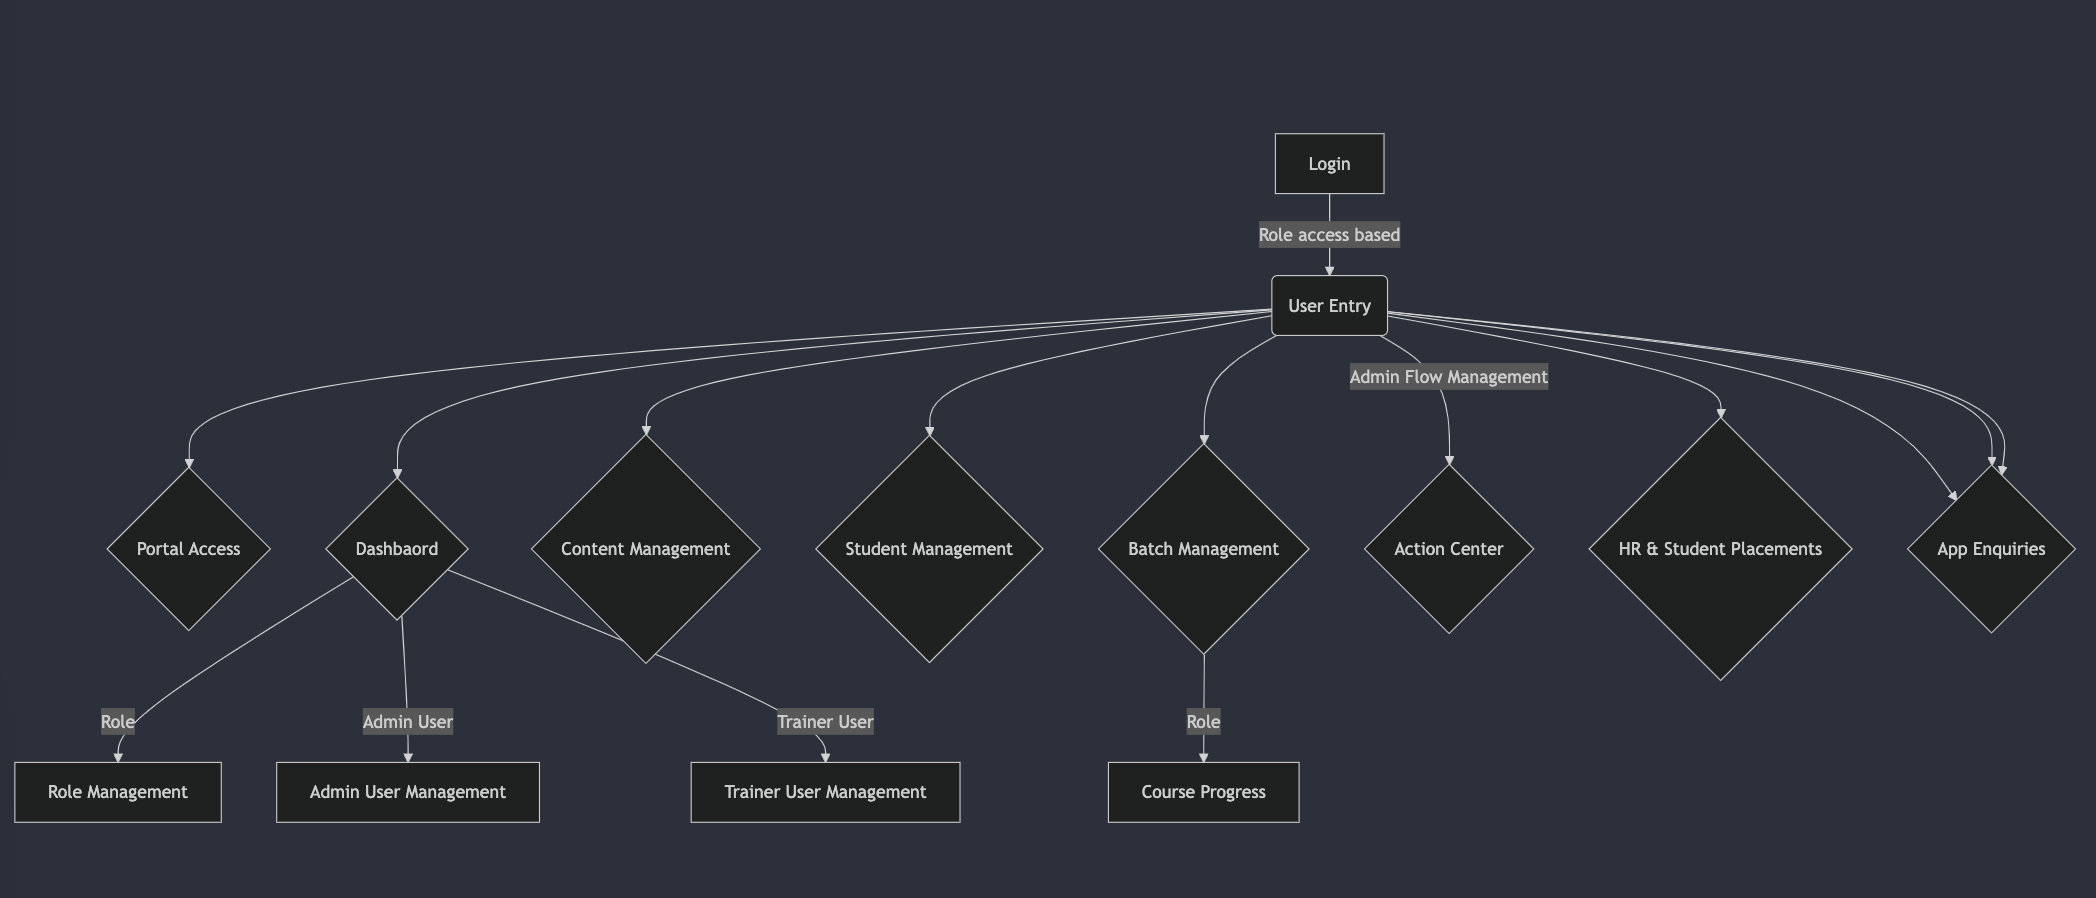 Login
Role access based
User Entry
Admin Flow Management
Portal Access
Dashbaord
Content Management
Student Management
Batch Management
Action Center
HR & Student Placements
App Enquiries
Role
Admin User
Trainer User
Role
Role Management
Admin User Management
Trainer User Management
Course Progress